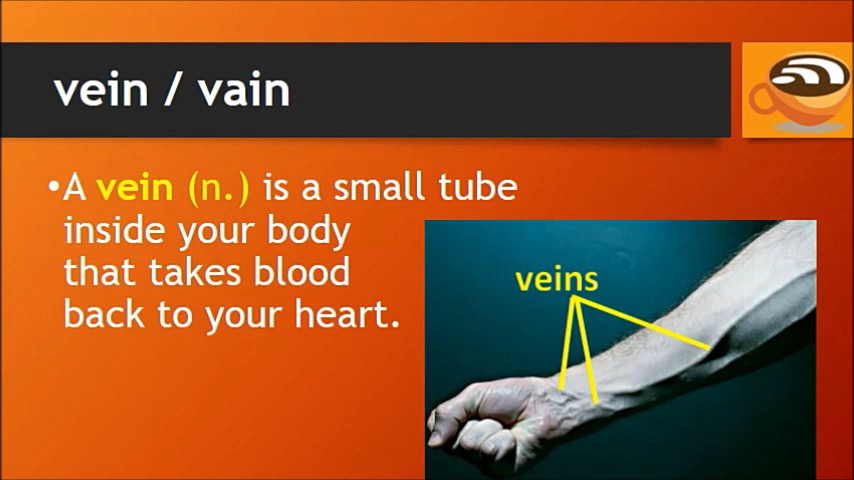 vein / vain
•A vein (n.) is a small tube
inside your body
that takes blood
back to your heart.
veins